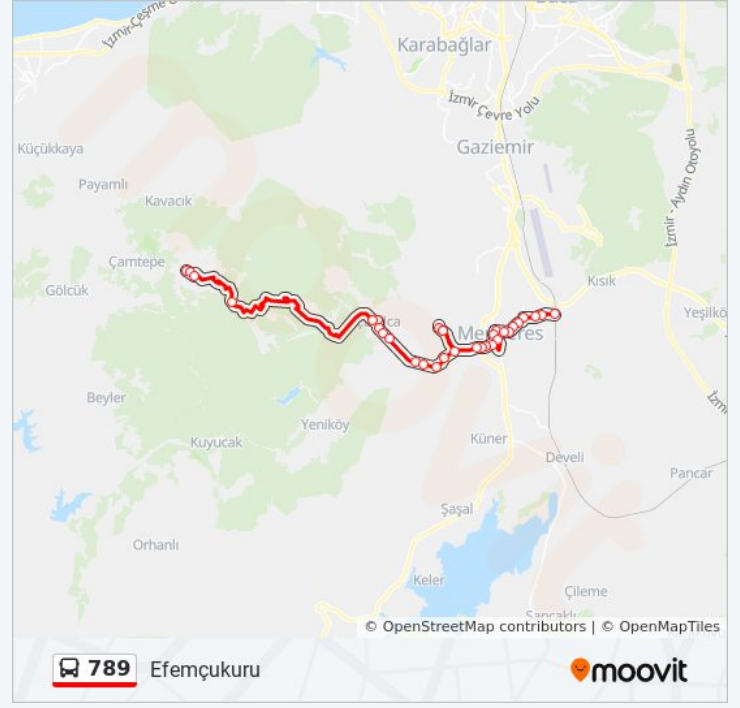 İzmir-Çeşme
Karabağlar
İzmir Çevre Yolu
Gaziemir
Küçükkaya
Payamlı
Kavacık
İzmir - Aydın Otoyolu
Çamtepe
Gölcük
Kısık
Yeşilkö
Beyler
Yeniköy
Kuyucak
Küner
Develi
Pancar
Şaşal
Orhanlı
Keler
Çileme
© OpenStreetMap contributors | © OpenMapTiles
789 Efemçukuru
moovit